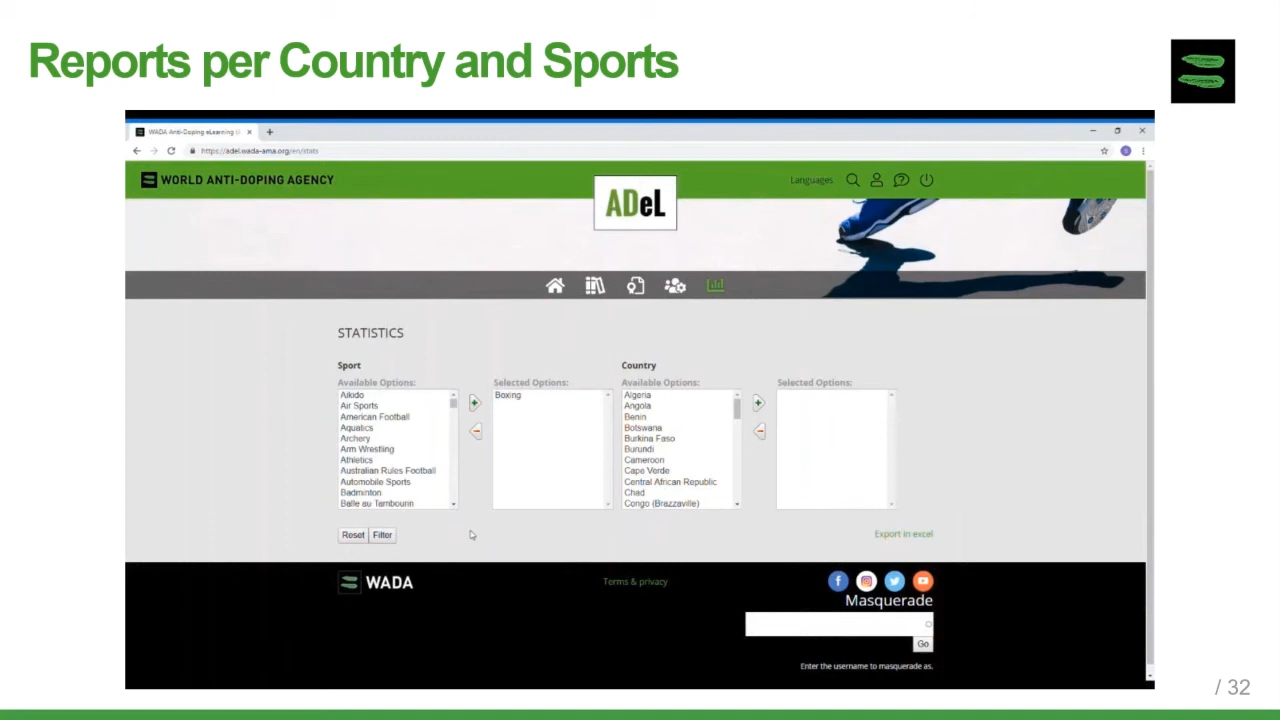 Reports per Country and Sports
WADA Anti-Doping eLearning
https://adel.wada-ama.org/en/stats
WORLD ANTI-DOPING AGENCY
Languages
ADeL
STATISTICS
Sport
Country
Available Options:
Selected Options:
Available Options:
Selected Options:
Aikido
Air Sports
American Football
Aquatics
Archery
Arm Wrestling
Athletics
Australian Rules Football
Automobile Sports
Badminton
Balle au Tambourin
Boxing
Algeria
Angola
Benin
Botswana
Burkina Faso
Burundi
Cameroon
Cape Verde
Central African Republic
Chad
Congo (Brazzaville)
Reset Filter
Export in excel
WADA
Terms & privacy
Masquerade
Go
Enter the username to masquerade as.
/ 32